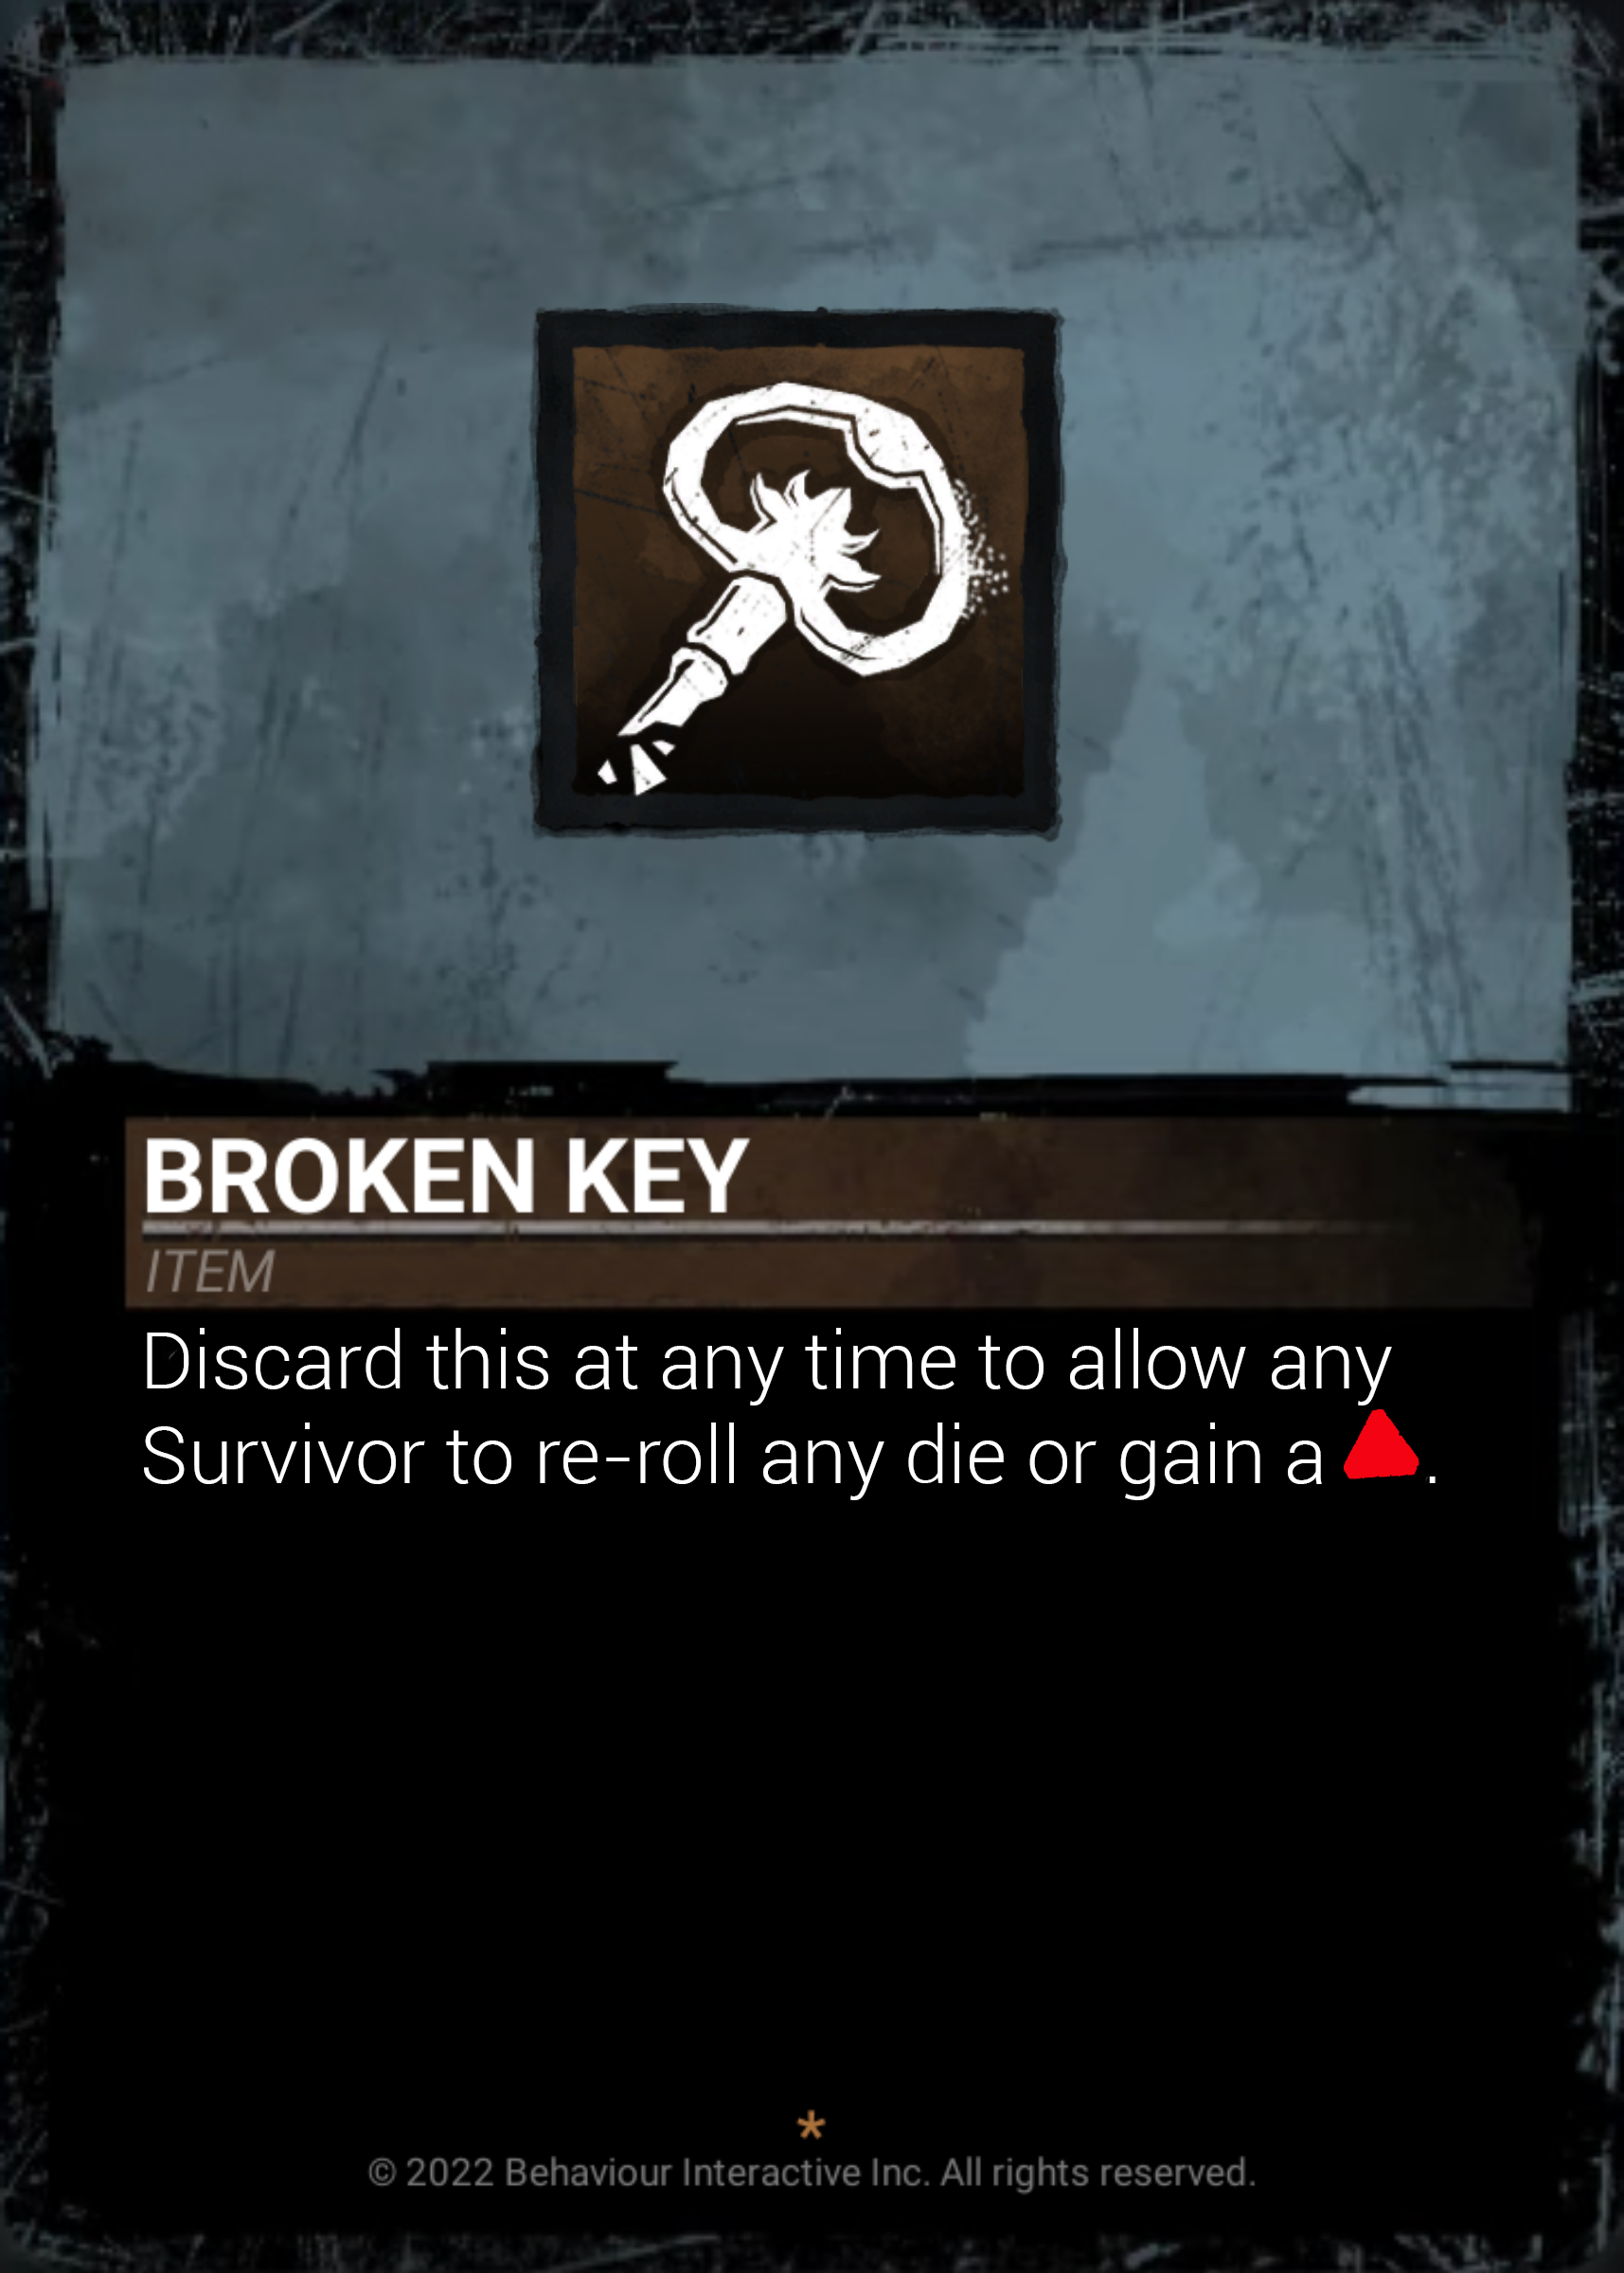 BROKEN KEY
ITEM
Discard this at any time to allow any
Survivor to re-roll any die or gain a .
*
© 2022 Behaviour Interactive Inc. All rights reserved.